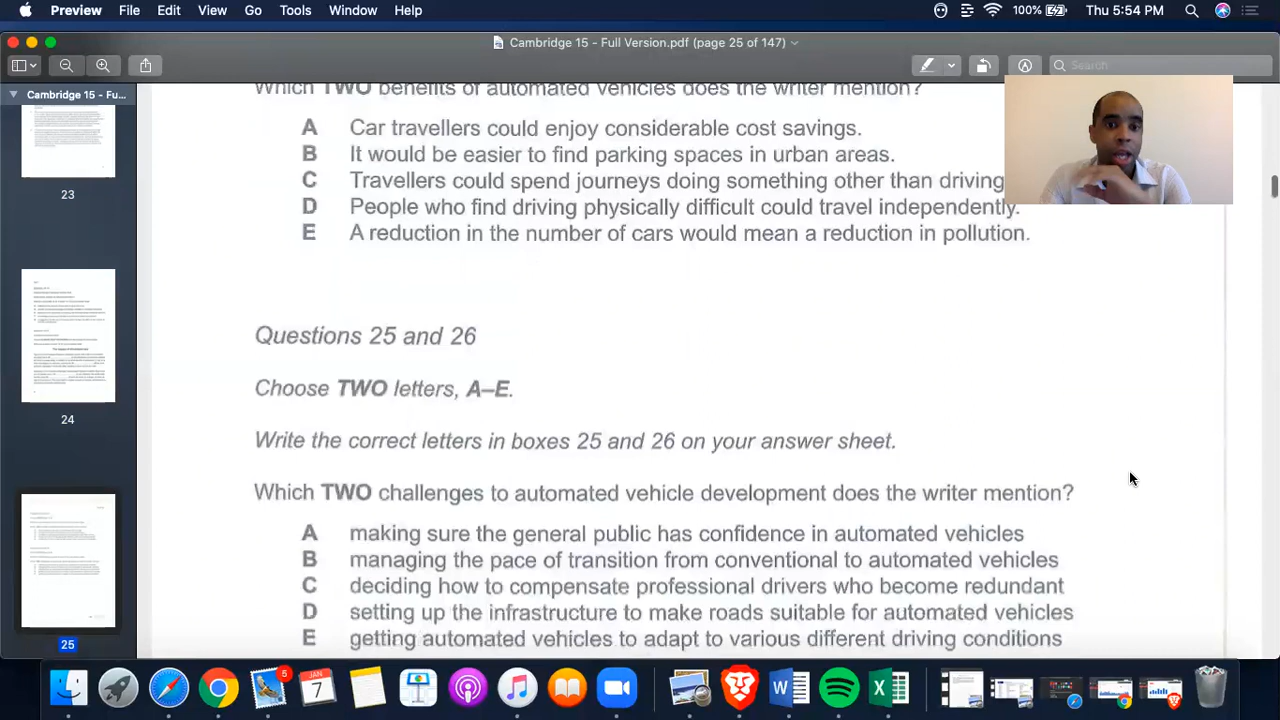 Preview File Edit View Go Tools Window Help 100% Thu 5:54 PM
Cambridge 15 - Full Version.pdf (page 25 of 147)
Search
Cambridge 15 - Fu...
23
24
25
Which TWO benefits of automated vehicles does the writer mention?
A Car travellers could enjoy considerable cost savings.
B It would be easier to find parking spaces in urban areas.
C Travellers could spend journeys doing something other than driving
D People who find driving physically difficult could travel independently.
E A reduction in the number of cars would mean a reduction in pollution.
Questions 25 and 26
Choose TWO letters, A–E.
Write the correct letters in boxes 25 and 26 on your answer sheet.
Which TWO challenges to automated vehicle development does the writer mention?
A making sure the general public has confidence in automated vehicles
B managing the pace of transition from conventional to automated vehicles
C deciding how to compensate professional drivers who become redundant
D setting up the infrastructure to make roads suitable for automated vehicles
E getting automated vehicles to adapt to various different driving conditions
5
JAN
7